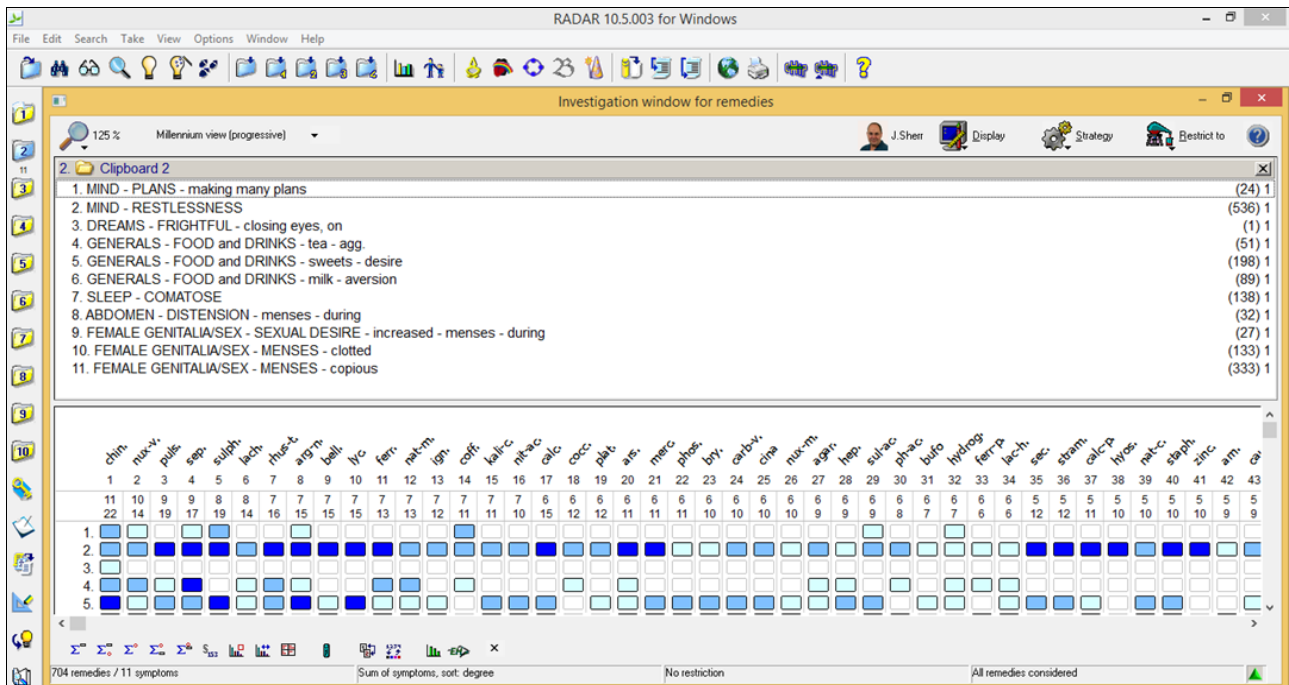 RADAR 10.5.003 for Windows
File Edit Search Take View Options Window Help
Investigation window for remedies
125 % Millennium view (progressive) J.Sherr Display Strategy Restrict to
2. Clipboard 2
1. MIND - PLANS - making many plans (24) 1
2. MIND - RESTLESSNESS (536) 1
3. DREAMS - FRIGHTFUL - closing eyes, on (1) 1
4. GENERALS - FOOD and DRINKS - tea - agg. (51) 1
5. GENERALS - FOOD and DRINKS - sweets - desire (198) 1
6. GENERALS - FOOD and DRINKS - milk - aversion (89) 1
7. SLEEP - COMATOSE (138) 1
8. ABDOMEN - DISTENSION - menses - during (32) 1
9. FEMALE GENITALIA/SEX - SEXUAL DESIRE - increased - menses - during (27) 1
10. FEMALE GENITALIA/SEX - MENSES - clotted (133) 1
11. FEMALE GENITALIA/SEX - MENSES - copious (333) 1
chin. nux-v. puls. sep. sulph. lach. rhus-t. arg-n. bell. lyc. ferr. nat-m. ign. coff. kali-c. nit-ac. calc. cocc. plat. ars. merc. phos. bry. carb-v. cina nux-m. agar. hep. sul-ac. ph-ac. bufo hydrog. ferr-p. lac-h. sec. stram. calc-p. hyos. nat-c. staph. zinc. am.
1 2 3 4 5 6 7 8 9 10 11 12 13 14 15 16 17 18 19 20 21 22 23 24 25 26 27 28 29 30 31 32 33 34 35 36 37 38 39 40 41 42 43
11 10 9 9 8 8 7 7 7 7 7 7 7 7 7 7 6 6 6 6 6 6 6 6 6 6 6 6 6 6 6 6 6 6 5 5 5 5 5 5 5 5 5
22 14 19 17 19 14 16 15 15 15 13 13 12 11 11 10 15 12 12 11 11 11 10 10 10 10 9 9 9 8 7 7 6 6 12 12 11 11 10 10 10 9 9
1.
2.
3.
4.
5.
704 remedies / 11 symptoms Sum of symptoms, sort: degree No restriction All remedies considered
1
2
11
3
4
5
6
7
8
9
10